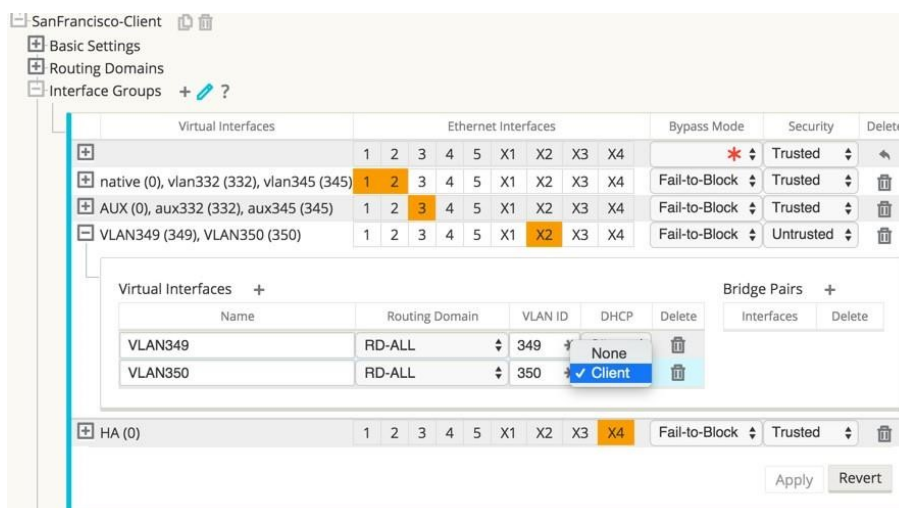 SanFrancisco-Client
Basic Settings
Routing Domains
Interface Groups + ?
Virtual Interfaces Ethernet Interfaces Bypass Mode Security Delete
1 2 3 4 5 X1 X2 X3 X4 * Trusted
native (0), vlan332 (332), vlan345 (345) 1 2 3 4 5 X1 X2 X3 X4 Fail-to-Block Trusted
AUX (0), aux332 (332), aux345 (345) 1 2 3 4 5 X1 X2 X3 X4 Fail-to-Block Trusted
VLAN349 (349), VLAN350 (350) 1 2 3 4 5 X1 X2 X3 X4 Fail-to-Block Untrusted
Virtual Interfaces + Bridge Pairs +
Name Routing Domain VLAN ID DHCP Delete Interfaces Delete
VLAN349 RD-ALL 349
None
VLAN350 RD-ALL 350 ✓ Client
HA (0) 1 2 3 4 5 X1 X2 X3 X4 Fail-to-Block Trusted
Apply Revert